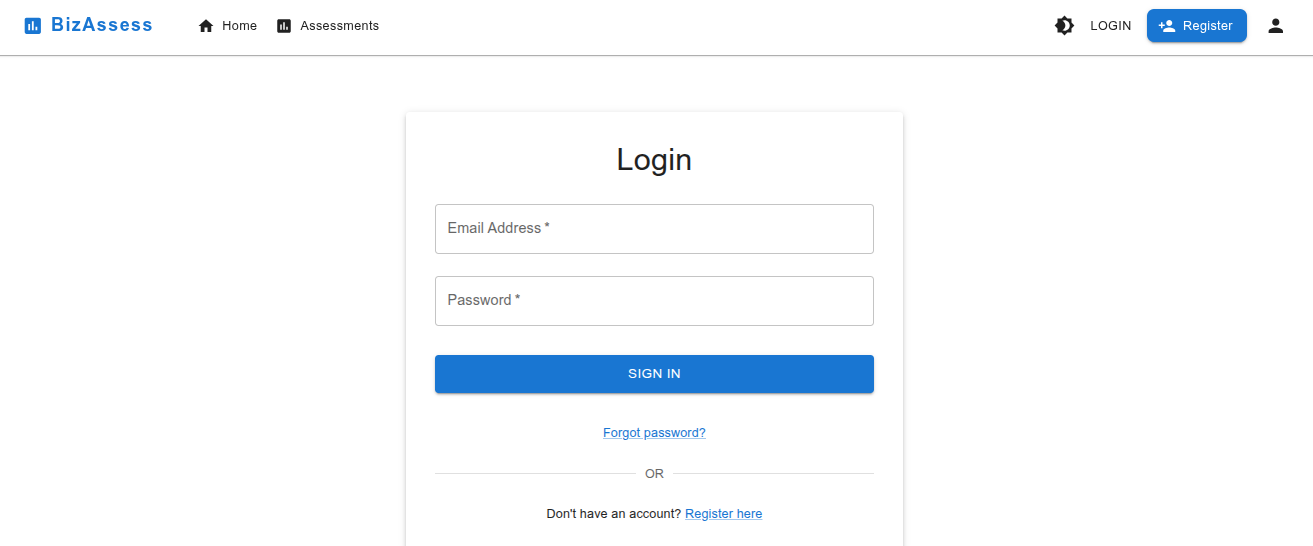 BizAssess Home Assessments LOGIN Register
Login
Email Address *
Password *
SIGN IN
Forgot password?
OR
Don't have an account? Register here